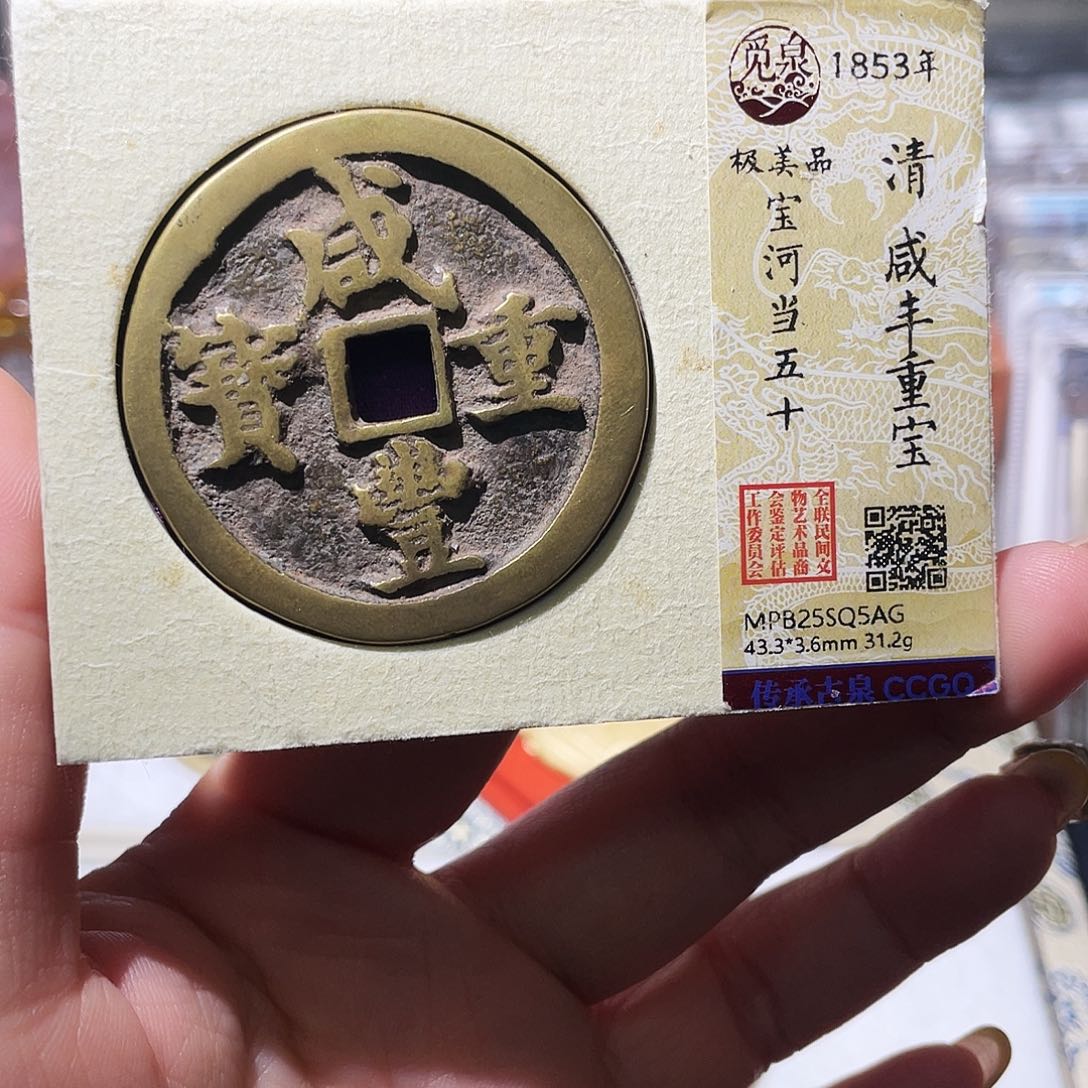 咸豐重寶
觅泉
1853年
清咸丰重宝
极美品
宝河当五十
全联民间文
物艺术品商
会鉴定评估
工作委员会
MPB25SQ5AG
43.3*3.6mm 31.2g
传承古泉 CCGO